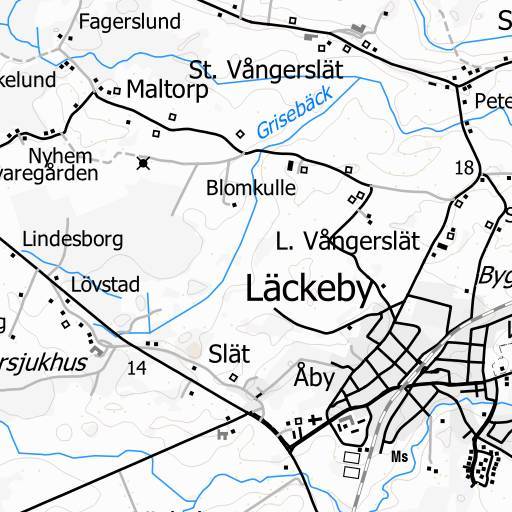 Fagerslund
S
St. Vångerslät
kelund
Maltorp
Pete
Grisebäck
Nyhem
varegården
18
Blomkulle
S
Lindesborg
L. Vångerslät
Lövstad
Läckeby
Byg
g
rsjukhus
Slät
14
Åby
Ms